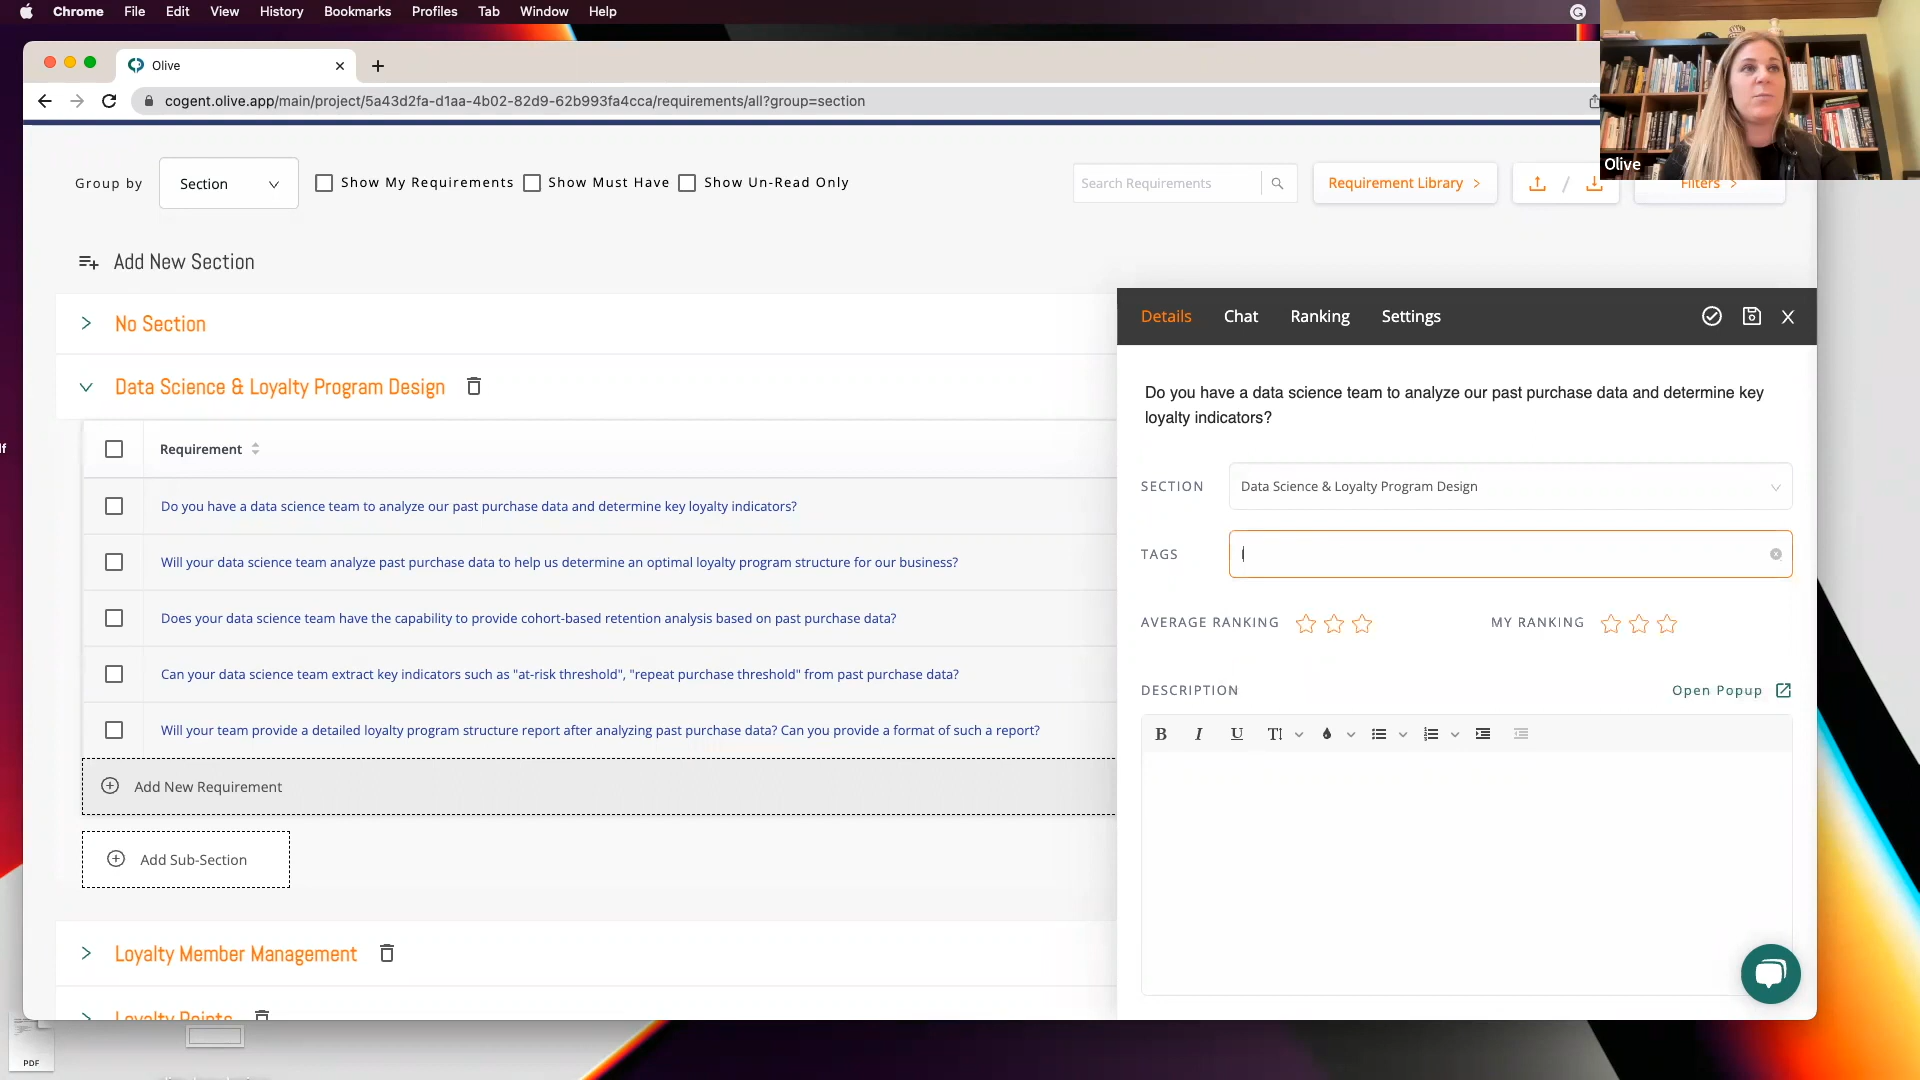 Chrome File Edit View History Bookmarks Profiles Tab Window Help
Olive
cogent.olive.app/main/project/5a43d2fa-d1aa-4b02-82d9-62b993fa4cca/requirements/all?group=section
Olive
Group by Section Show My Requirements Show Must Have Show Un-Read Only Search Requirements Requirement Library > / Filters >
Add New Section
No Section
Data Science & Loyalty Program Design
Requirement
Do you have a data science team to analyze our past purchase data and determine key loyalty indicators?
Will your data science team analyze past purchase data to help us determine an optimal loyalty program structure for our business?
Does your data science team have the capability to provide cohort-based retention analysis based on past purchase data?
Can your data science team extract key indicators such as "at-risk threshold", "repeat purchase threshold" from past purchase data?
Will your team provide a detailed loyalty program structure report after analyzing past purchase data? Can you provide a format of such a report?
Add New Requirement
Add Sub-Section
Loyalty Member Management
Loyalty Points
Details Chat Ranking Settings
Do you have a data science team to analyze our past purchase data and determine key
loyalty indicators?
SECTION Data Science & Loyalty Program Design
TAGS
AVERAGE RANKING MY RANKING
DESCRIPTION Open Popup
B I U T!
PDF